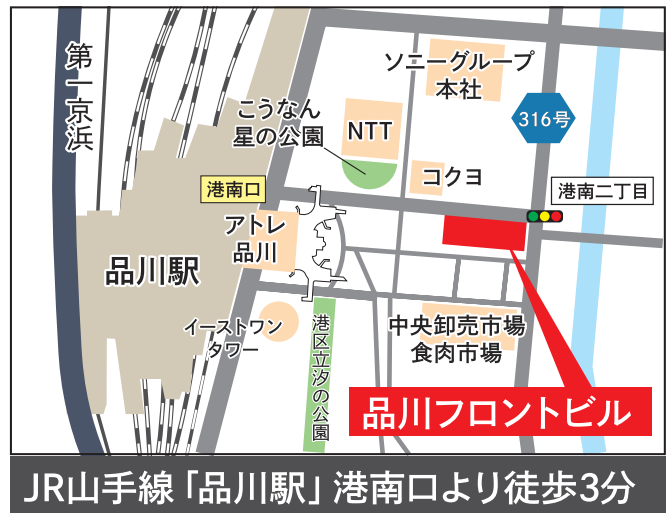 第一京浜
ソニーグループ
本社
こうなん
星の公園
NTT
316号
コクヨ
港南口
港南二丁目
アトレ
品川
品川駅
イーストワン
タワー
港区立汐の公園
中央卸売市場
食肉市場
品川フロントビル
JR山手線「品川駅」港南口より徒歩3分